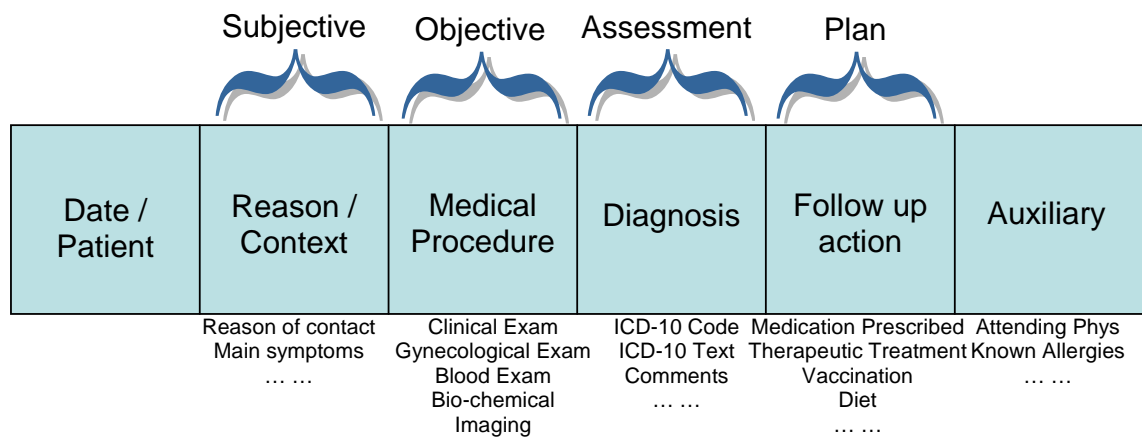 Subjective
Objective
Assessment
Plan
Date /
Patient
Reason /
Context
Medical
Procedure
Diagnosis
Follow up
action
Auxiliary
Reason of contact
Main symptoms
... ...
Clinical Exam
Gynecological Exam
Blood Exam
Bio-chemical
Imaging
ICD-10 Code
ICD-10 Text
Comments
... ...
Medication Prescribed
Therapeutic Treatment
Vaccination
Diet
... ...
Attending Phys
Known Allergies
... ...